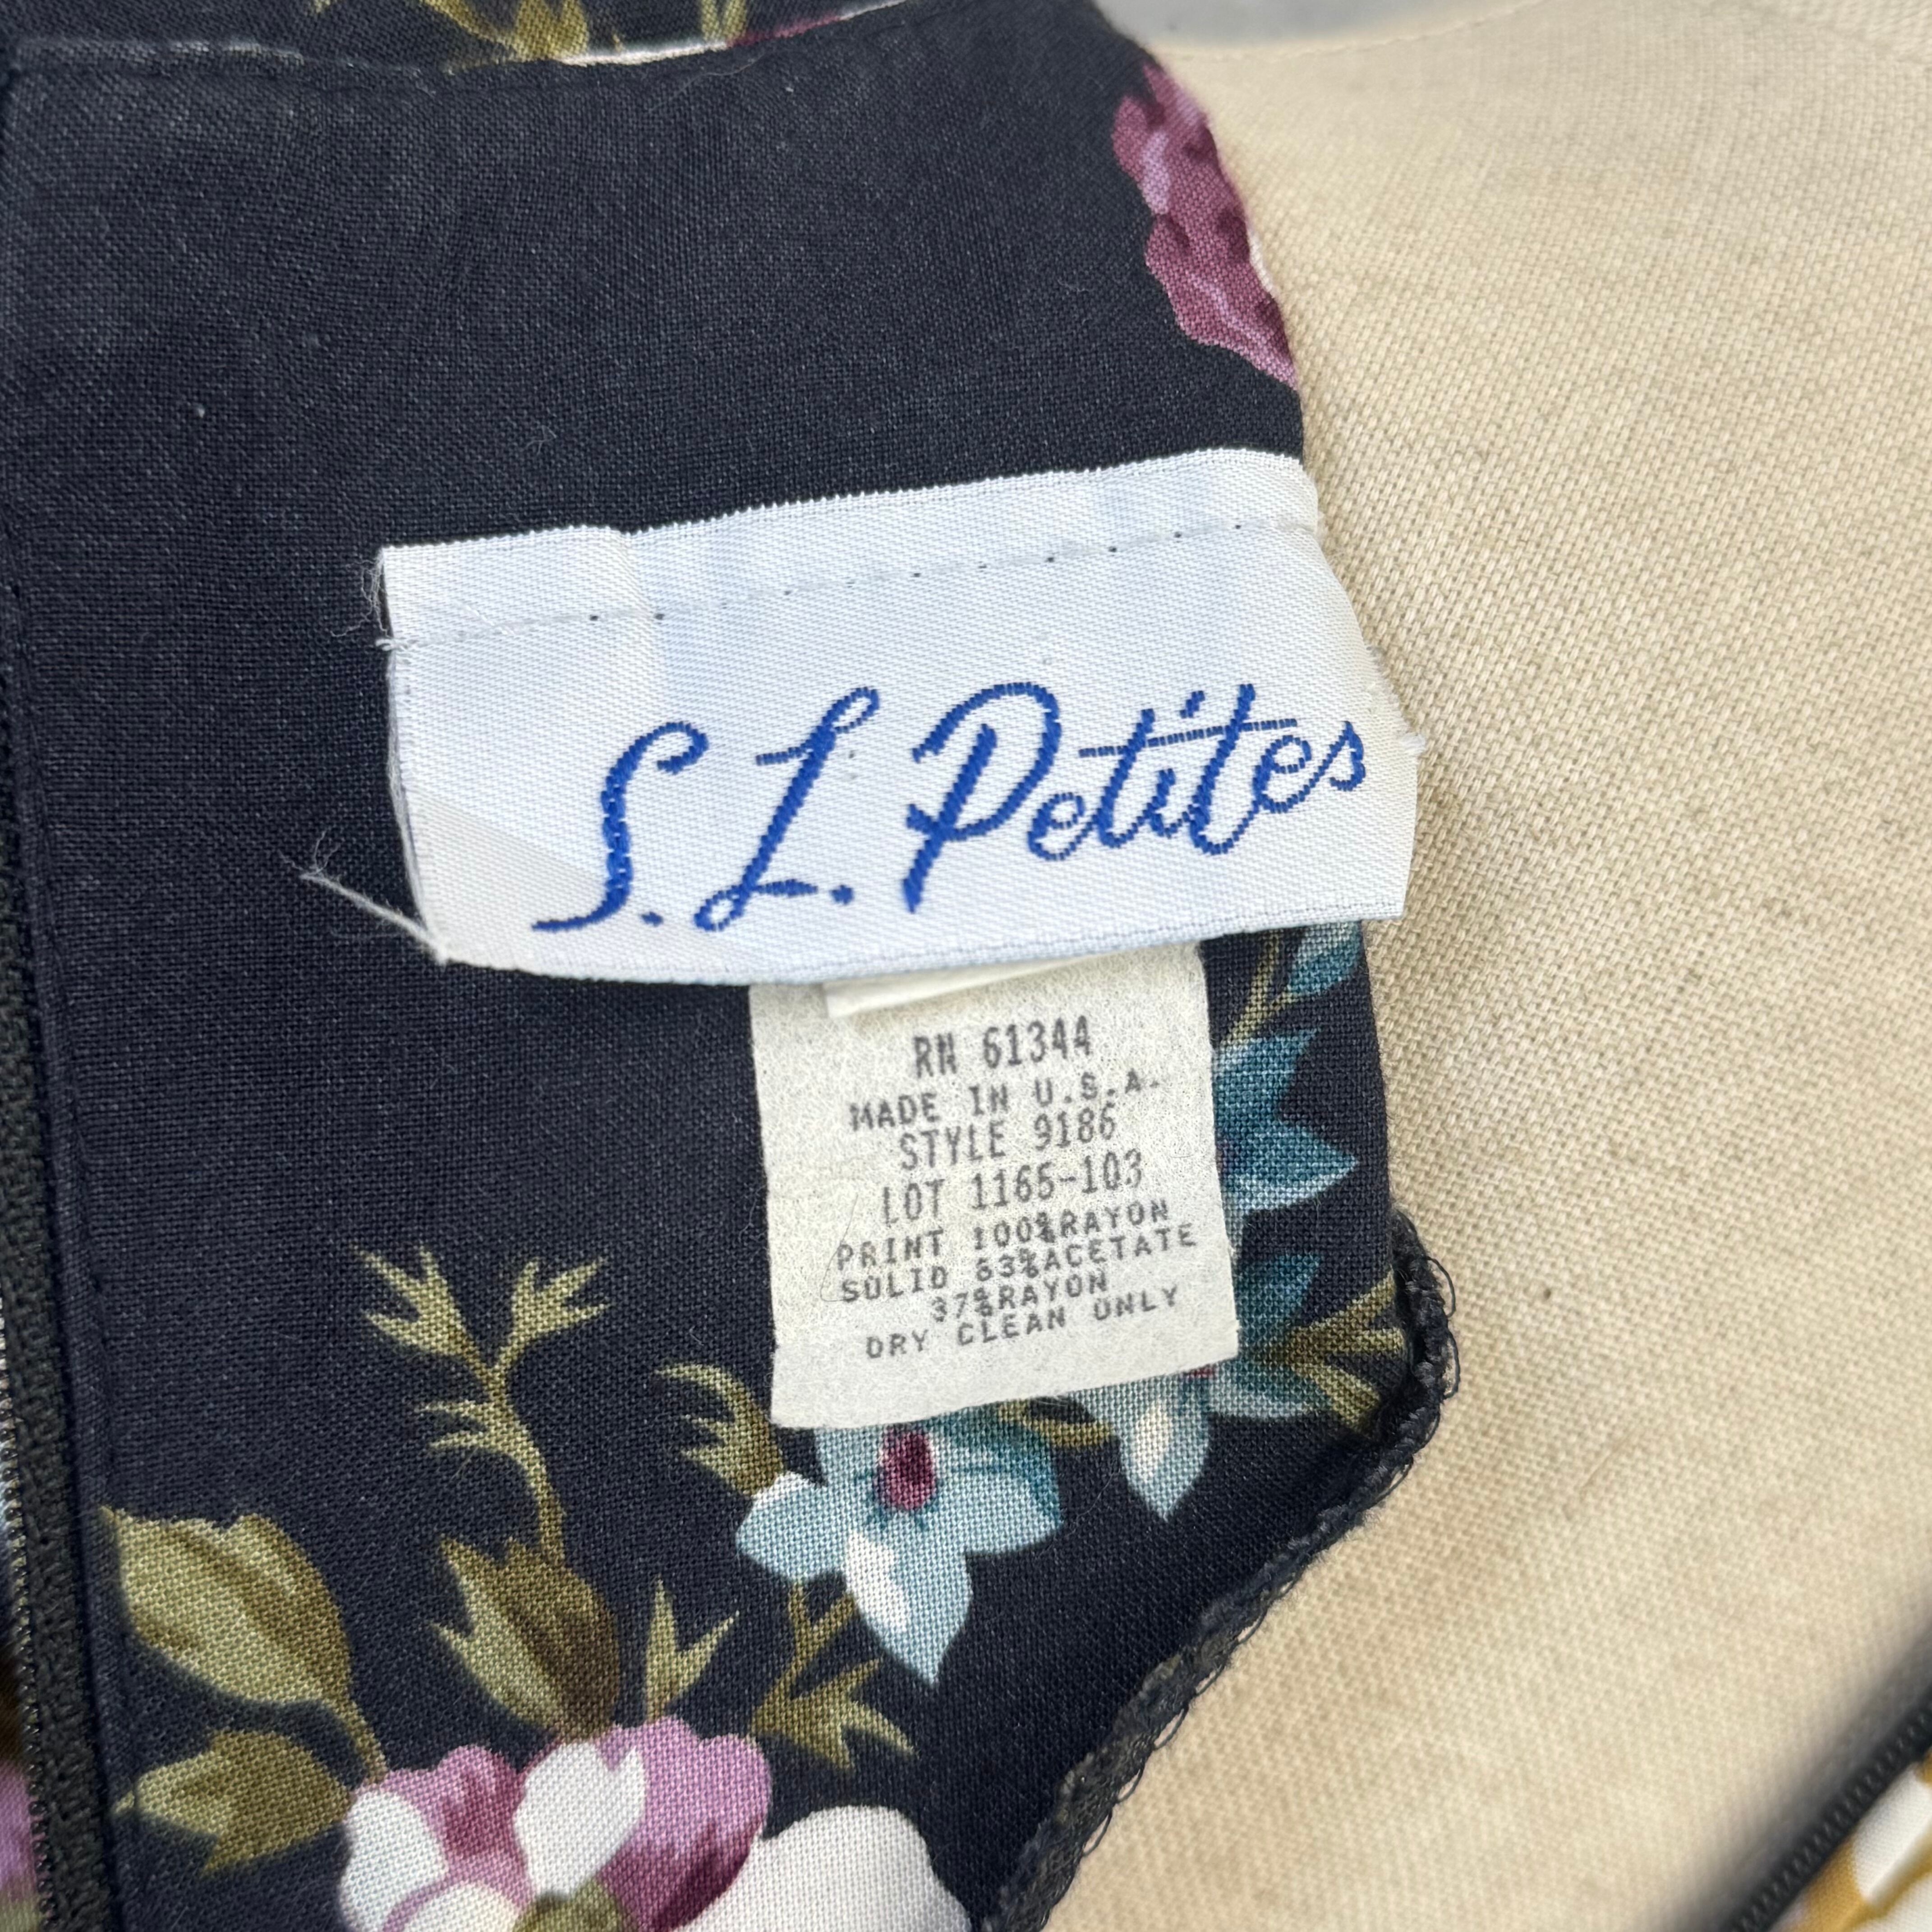 S. L. Petites
RN 61344
MADE IN U.S.A.
STYLE 9186
LOT 1165-103
PRINT 100%RAYON
SOLID 63%ACETATE
37%RAYON
DRY CLEAN ONLY